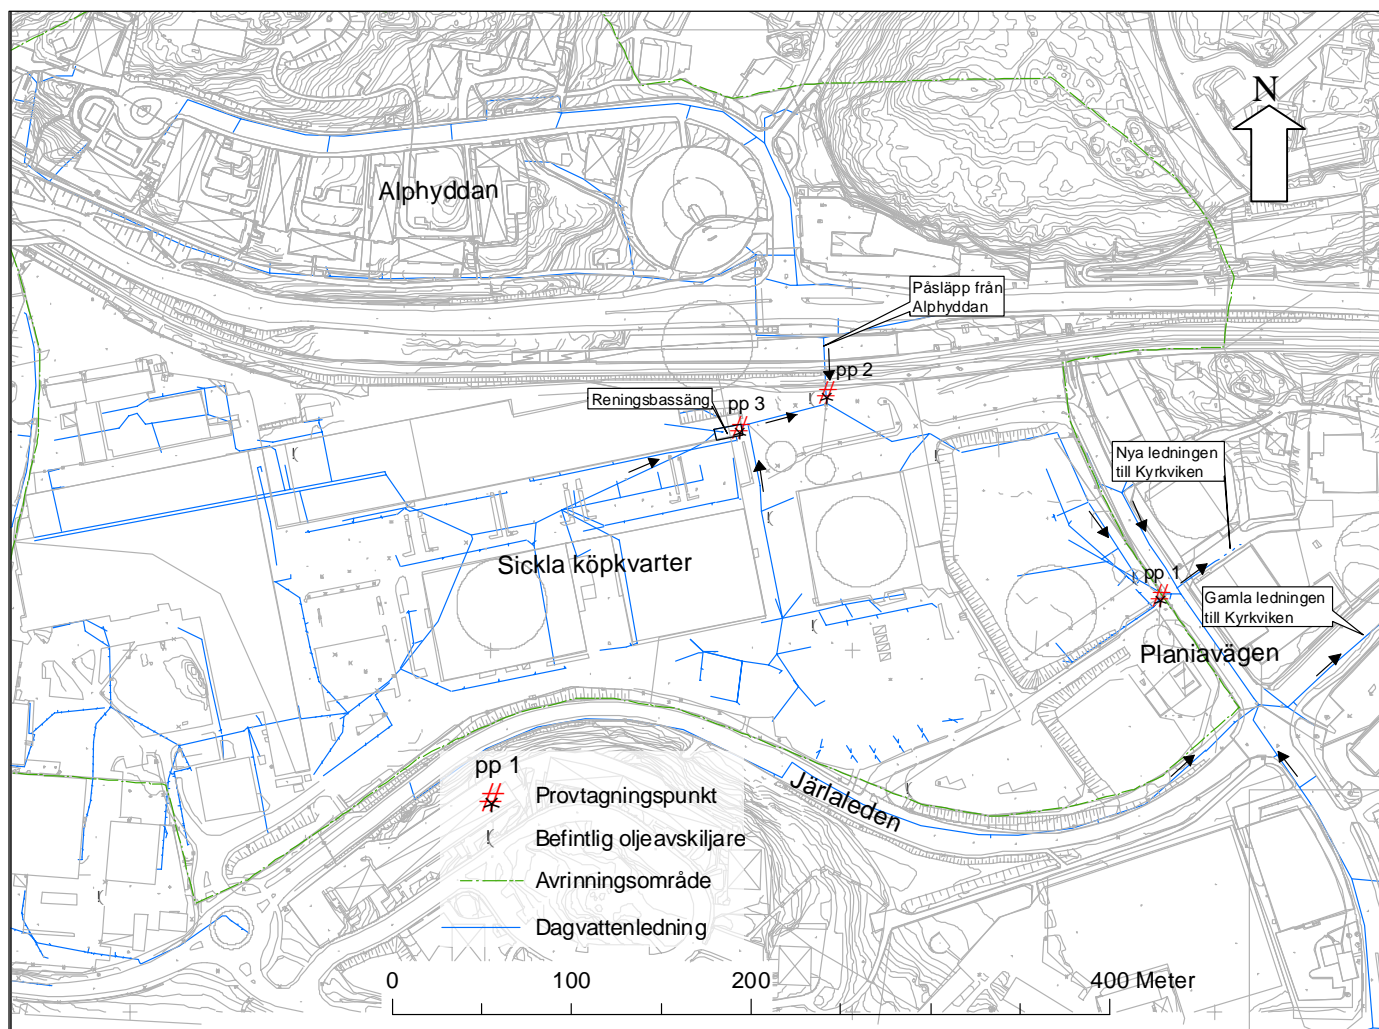 N
Alphyddan
Påsläpp från
Alphyddan
pp 2
Reningsbassäng
pp 3
Nya ledningen
till Kyrkviken
Sickla köpkvarter
pp 1
Gamla ledningen
till Kyrkviken
Planiavägen
Järlaleden
pp 1
Provtagningspunkt
Befintlig oljeavskiljare
Avrinningsområde
Dagvattenledning
0 100 200 400 Meter